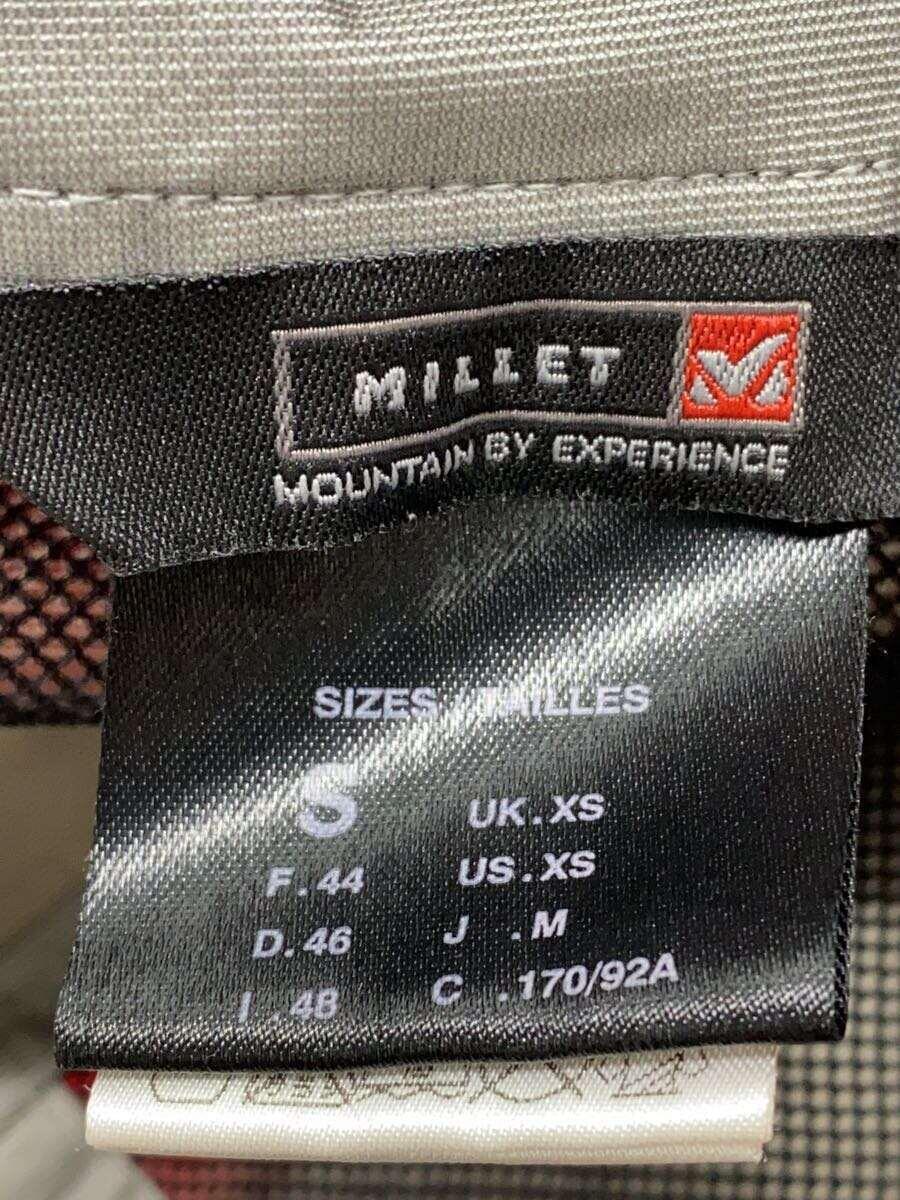 MILLET
MOUNTAIN BY EXPERIENCE
SIZES / TAILLES
S UK.XS
F.44 US.XS
D.46 J .M
I .48 C .170/92A